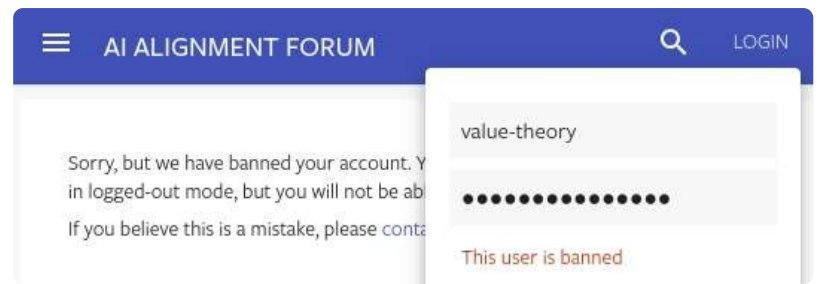 AI ALIGNMENT FORUM
LOGIN
Sorry, but we have banned your account. Y
in logged-out mode, but you will not be ab
If you believe this is a mistake, please conta
value-theory
●●●●●●●●●●●●●●●
This user is banned